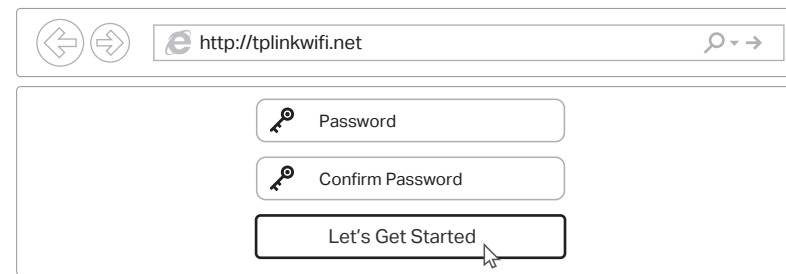 http://tplinkwifi.net
Password
Confirm Password
Let's Get Started